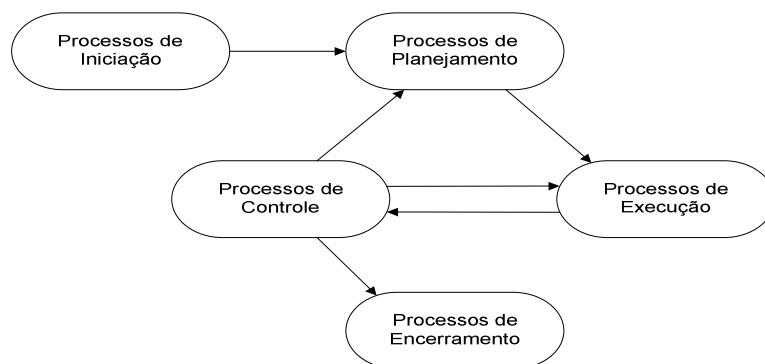 Processos de
Iniciação
Processos de
Planejamento
Processos de
Controle
Processos de
Execução
Processos de
Encerramento